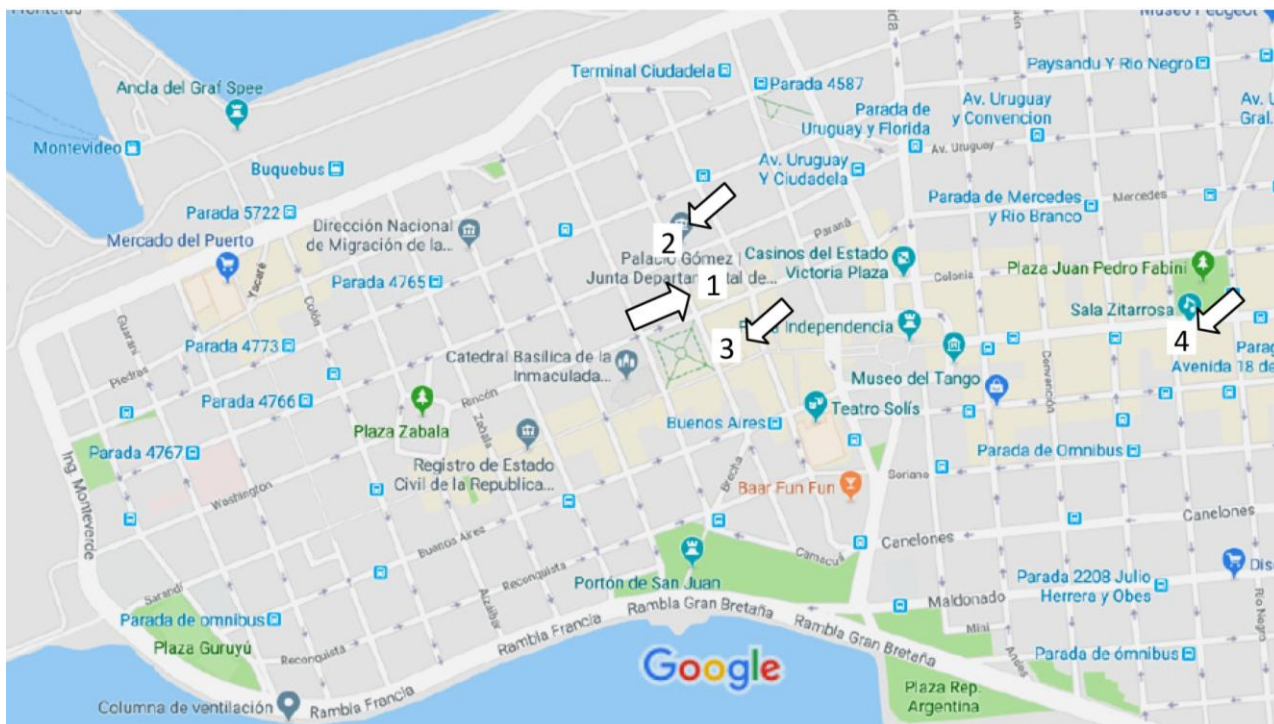 Museo Peugeot
Ancla del Graf Spee
Terminal Ciudadela
Parada 4587
Paysandu Y Rio Negro
Parada de
Uruguay y Florida
Av. Uruguay
y Convencion
Gral.
Montevideo
Buquebus
Av. Uruguay
Y Ciudadela
Av. Uruguay
Parada 5722
Dirección Nacional
de Migración de la...
2
Parada de Mercedes
y Rio Branco
Mercedes
Mercado del Puerto
Yacaré
Parada 4765
Colón
Palacio Gómez |
Junta Departamental de...
1
Paraná
Casinos del Estado
Victoria Plaza
Colonia
Plaza Juan Pedro Fabini
Sala Zitarrosa
4
Guaraní
Piedras
Parada 4773
Catedral Basílica de la
Inmaculada...
3
Independencia
Museo del Tango
Convención
Avenida 18 de
Parada 4766
Rincón
Zabala
Plaza Zabala
Buenos Aires
Teatro Solís
Parada 4767
Registro de Estado
Civil de la Republica...
Brecha
Baar Fun Fun
Soriano
Parada de Omnibus
Ing. Monteverde
Washington
Buenos Aires
Reconquista
Camacuá
Canelones
Canelones
Portón de San Juan
Alzáibar
Sarandí
Parada de omnibus
Plaza Guruyú
Reconquista
Rambla Francia
Rambla Gran Bretaña
Rambla Gran Bretaña
Maldonado
Mini
Andes
Parada 2208 Julio
Herrera y Obes
Río Negro
Parada de ómnibus
Google
Plaza Rep.
Argentina
Columna de ventilación
Rambla Francia